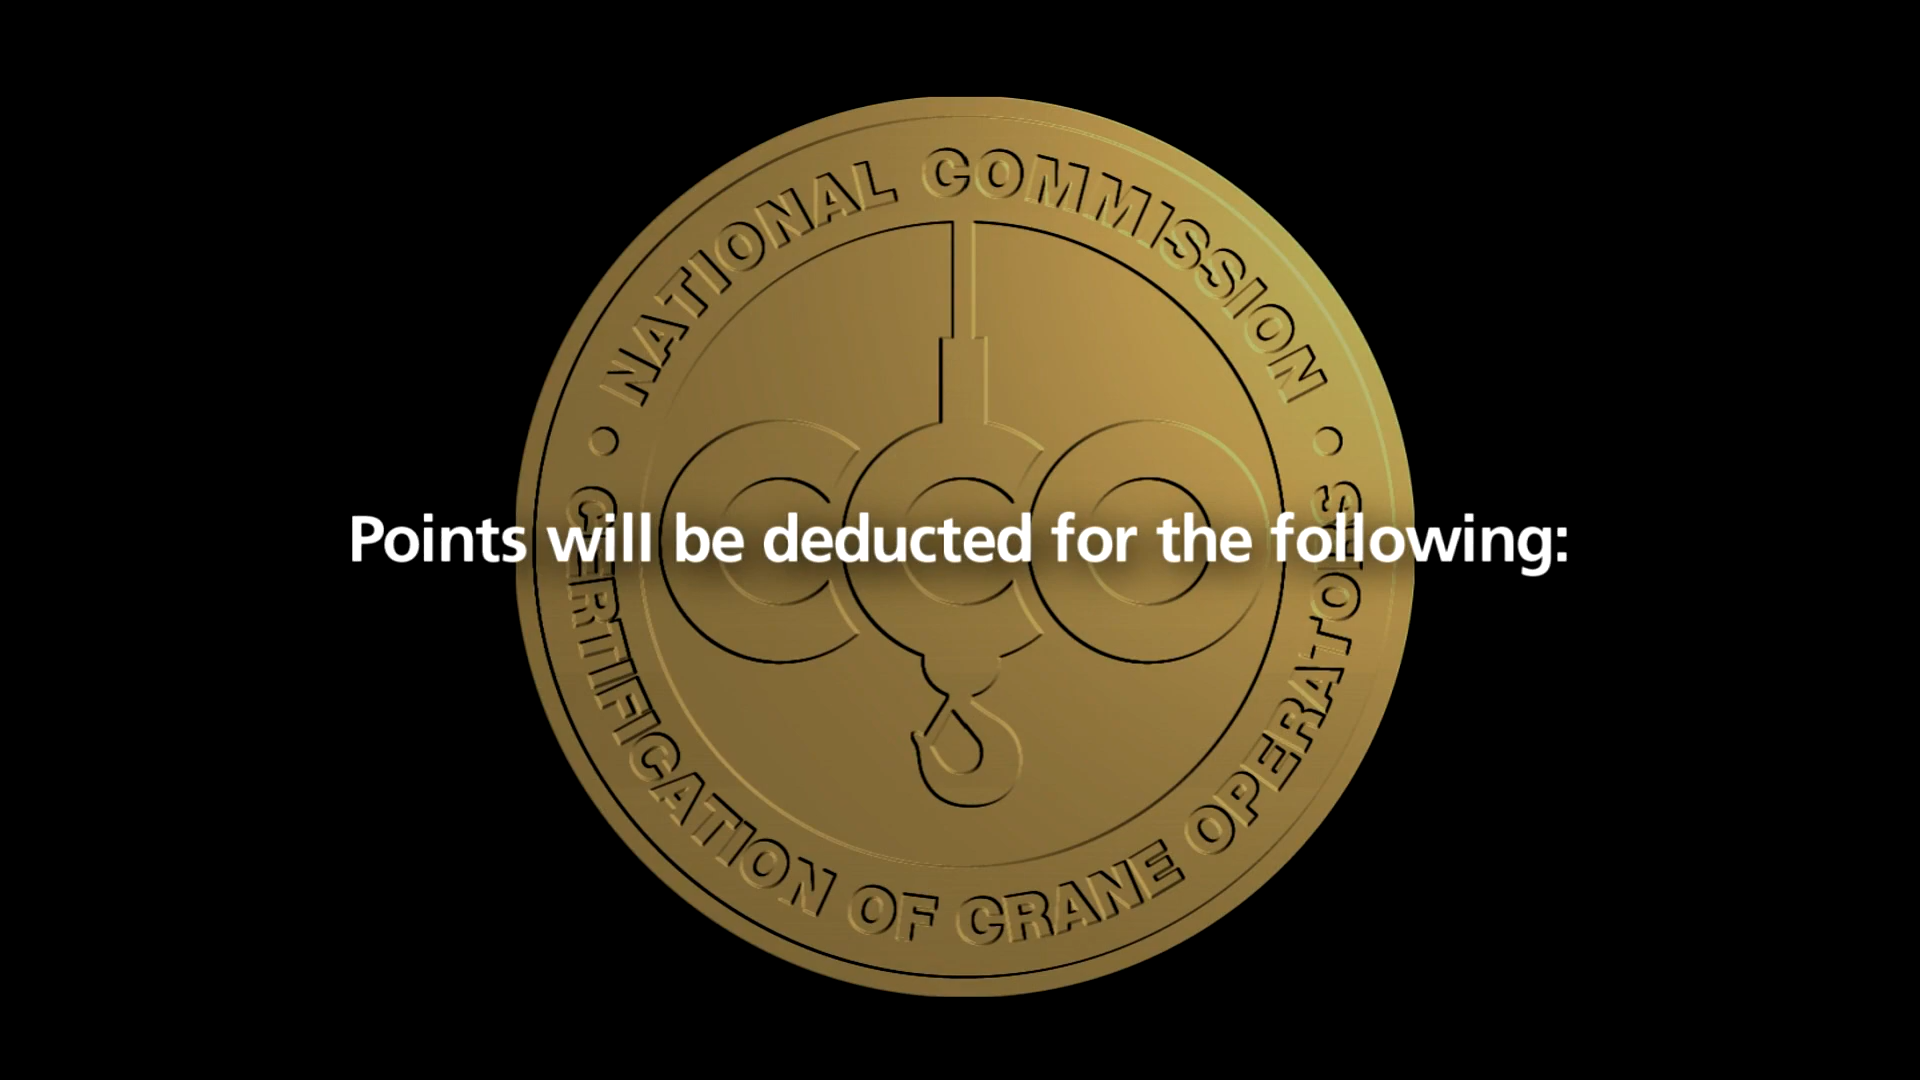 NATIONAL COMMISSION
CCO
Points will be deducted for the following:
CERTIFICATION OF CRANE OPERATORS